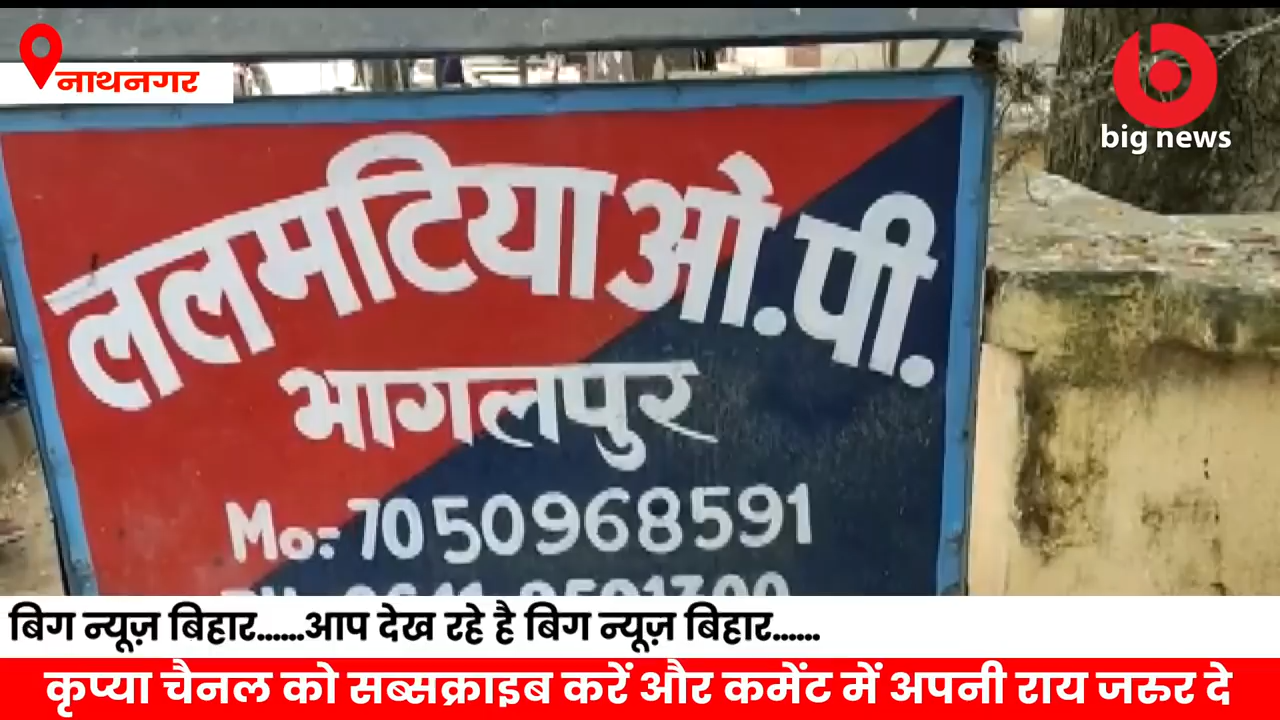 नाथनगर
big news
ललमटिया ओ.पी.
भागलपुर
Mo:-7050968591
बिग न्यूज़ बिहार......आप देख रहे है बिग न्यूज़ बिहार......
कृप्या चैनल को सब्सक्राइब करें और कमेंट में अपनी राय जरुर दे